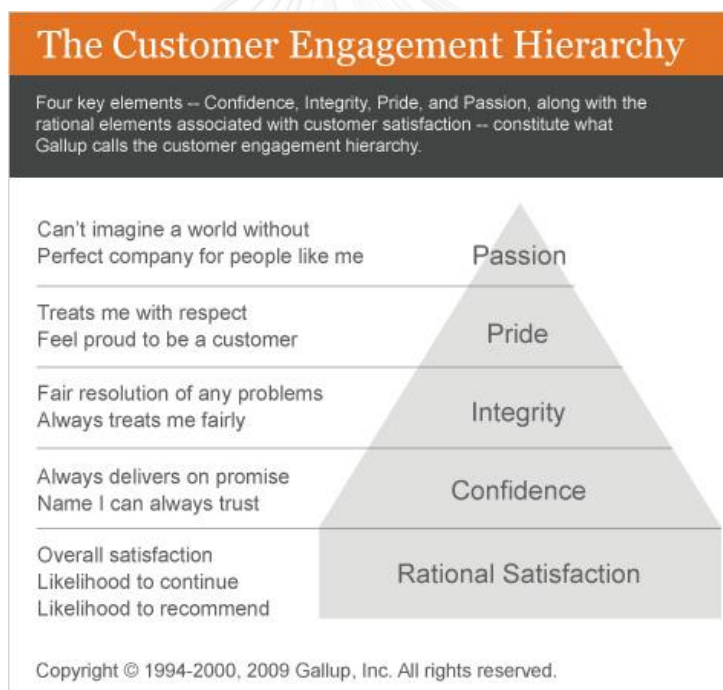 The Customer Engagement Hierarchy
Four key elements -- Confidence, Integrity, Pride, and Passion, along with the
rational elements associated with customer satisfaction -- constitute what
Gallup calls the customer engagement hierarchy.
Can't imagine a world without
Perfect company for people like me
Passion
Treats me with respect
Feel proud to be a customer
Pride
Fair resolution of any problems
Always treats me fairly
Integrity
Always delivers on promise
Name I can always trust
Confidence
Overall satisfaction
Likelihood to continue
Likelihood to recommend
Rational Satisfaction
Copyright © 1994-2000, 2009 Gallup, Inc. All rights reserved.